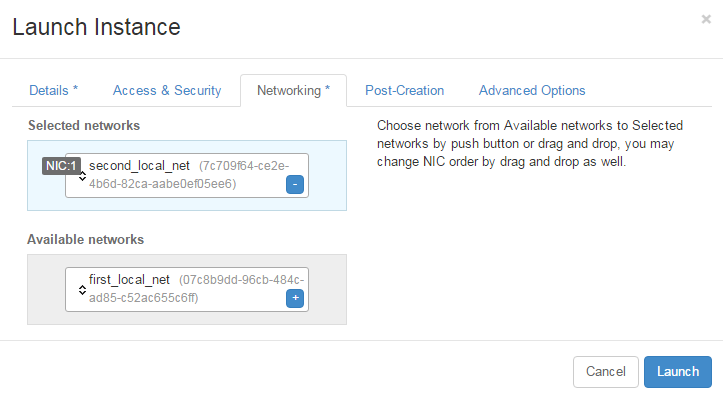 Launch Instance
×
Details *
Access & Security
Networking *
Post-Creation
Advanced Options
Selected networks
NIC:1
second_local_net (7c709f64-ce2e-
4b6d-82ca-aabe0ef05ee6)
-
Choose network from Available networks to Selected
networks by push button or drag and drop, you may
change NIC order by drag and drop as well.
Available networks
first_local_net (07c8b9dd-96cb-484c-
ad85-c52ac655c6ff)
+
Cancel
Launch